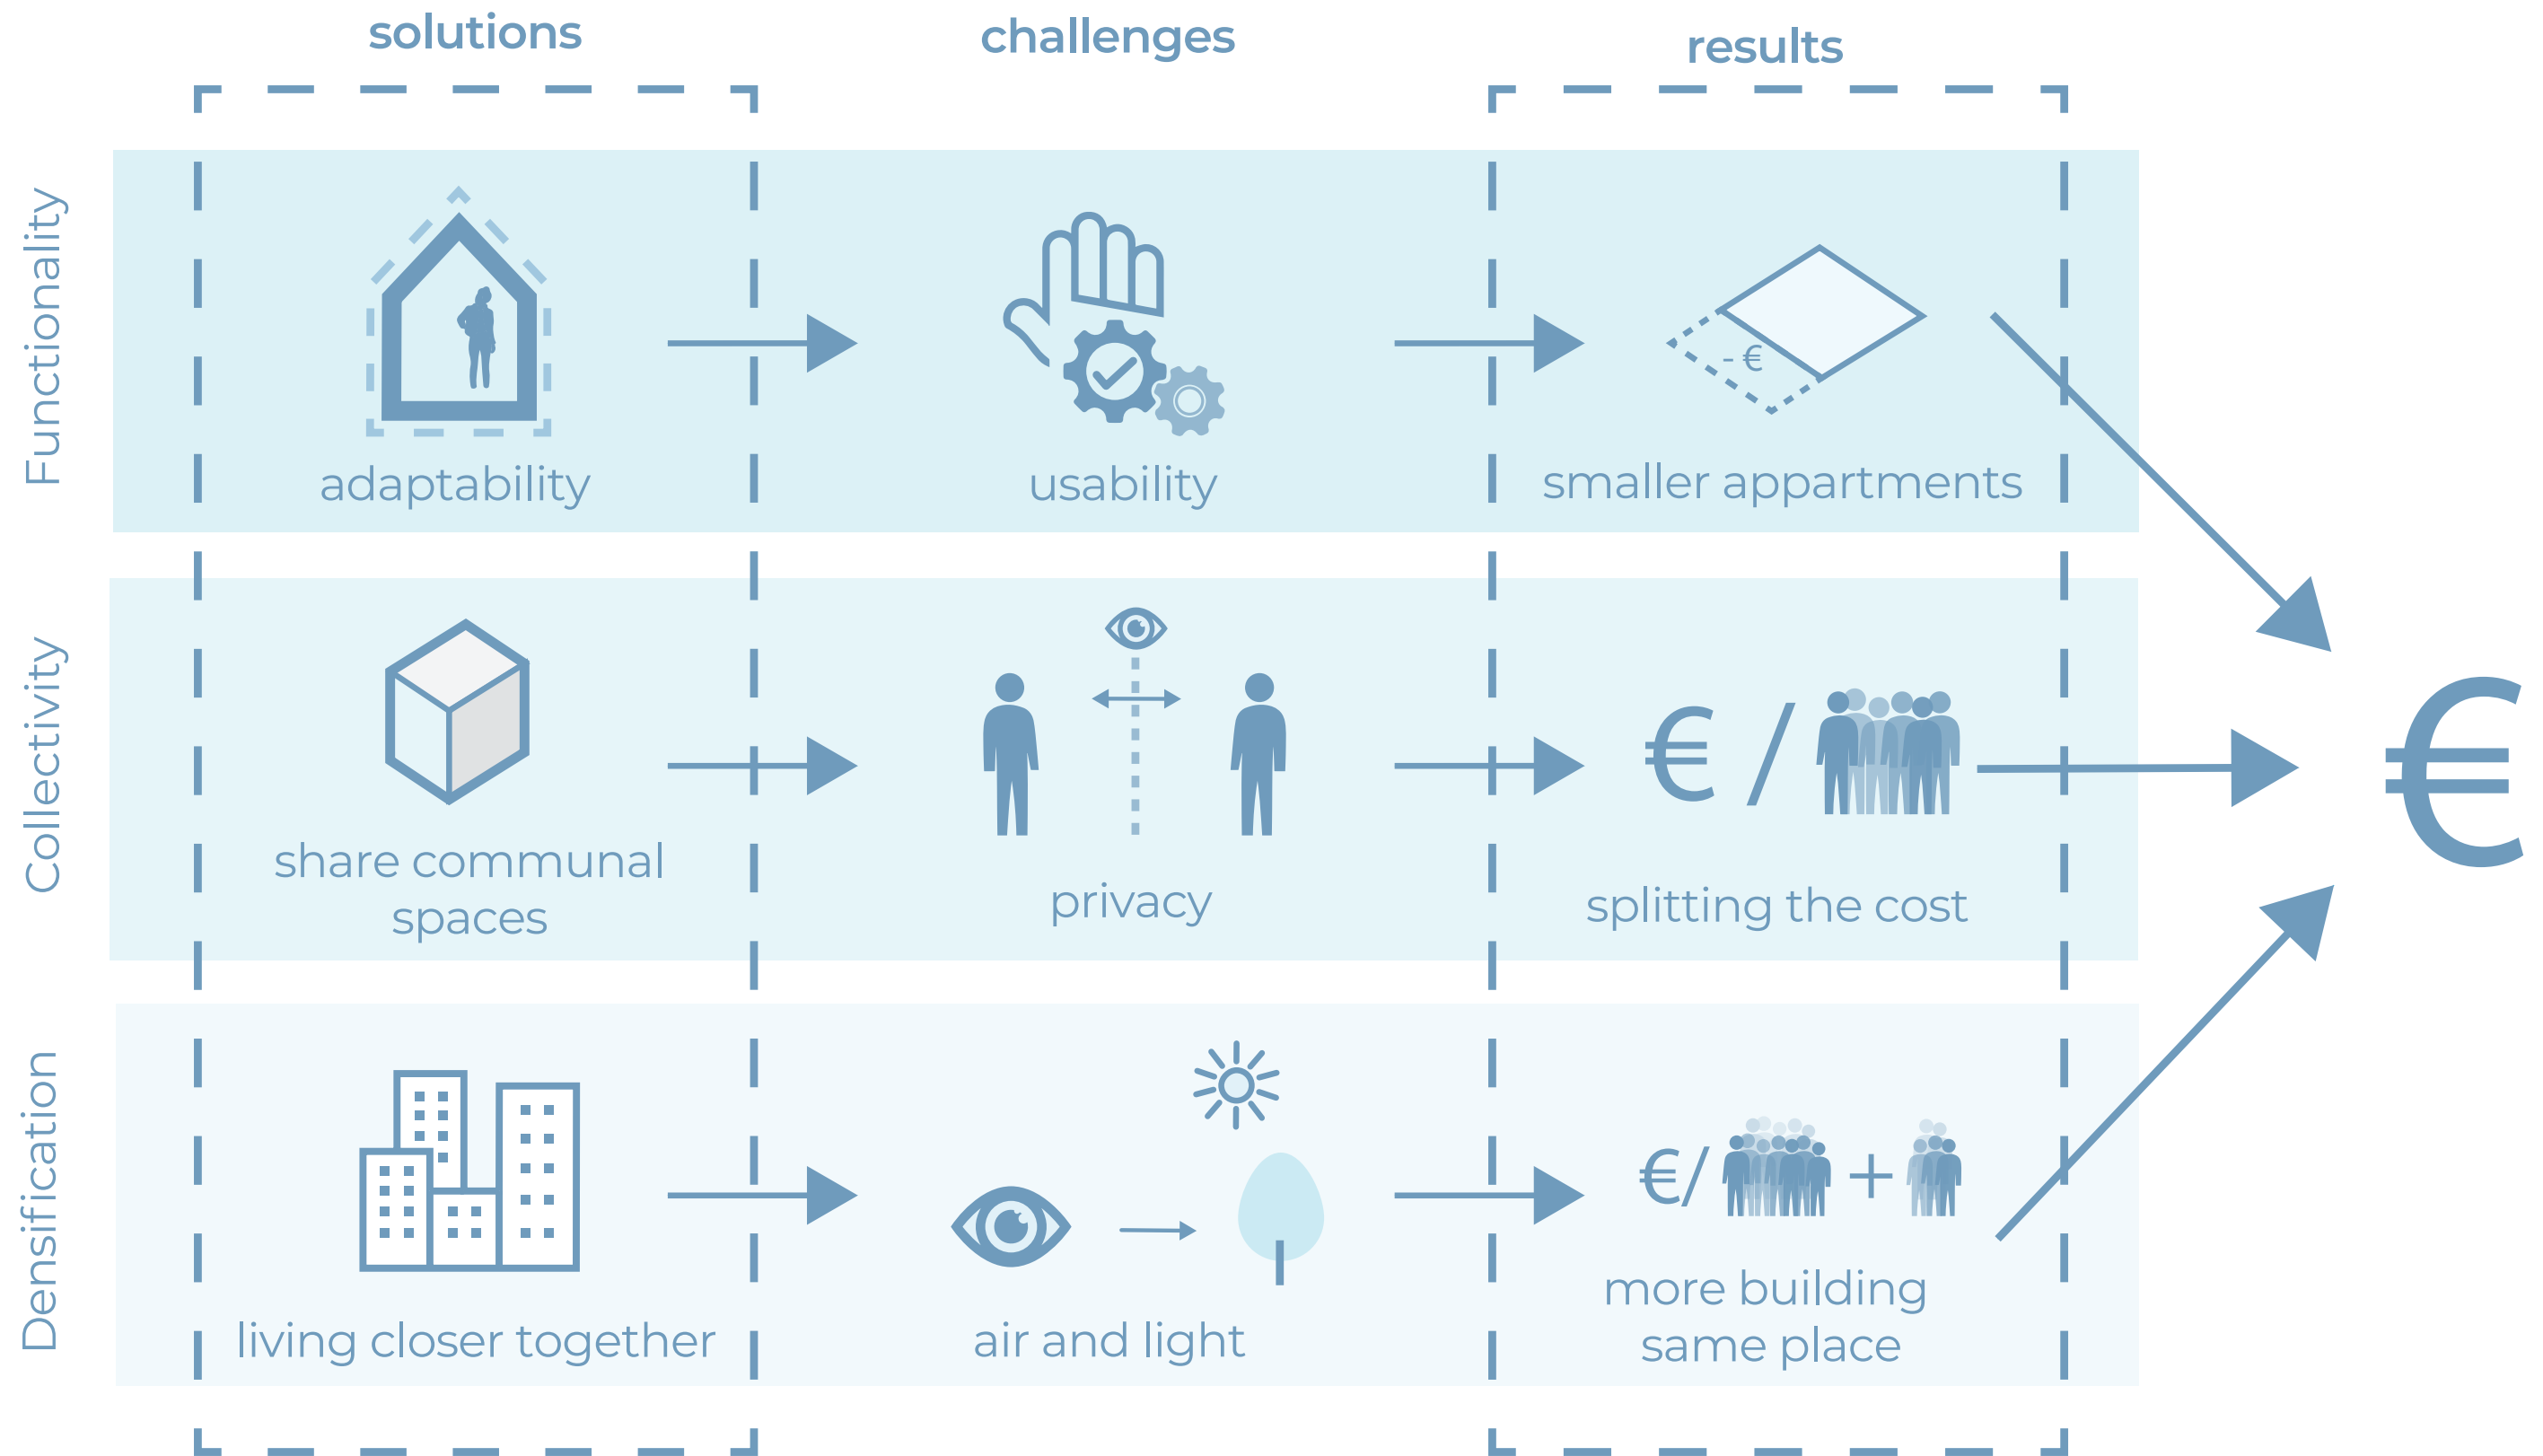 solutions
challenges
results
Functionality
adaptability
usability
- €
smaller appartments
Collectivity
share communal
spaces
privacy
€ /
splitting the cost
€
Densification
living closer together
air and light
€/ +
more building
same place